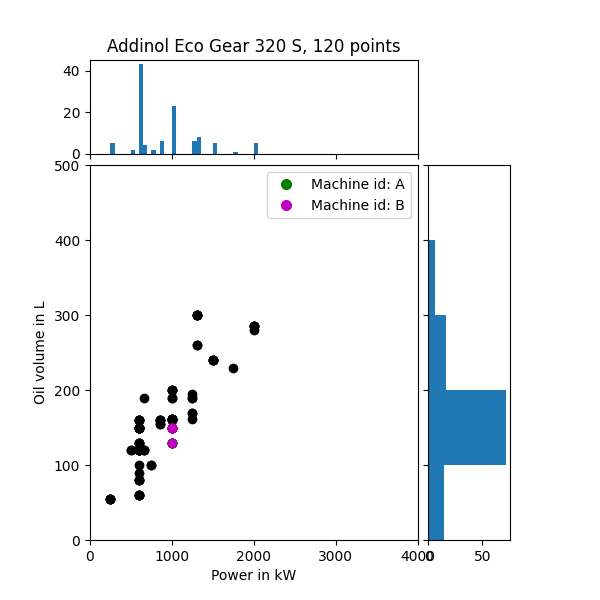 Addinol Eco Gear 320 S, 120 points
40
20
0
500
400
300
200
100
0
Oil volume in L
Machine id: A
Machine id: B
0 1000 2000 3000 4000
Power in kW
0 50